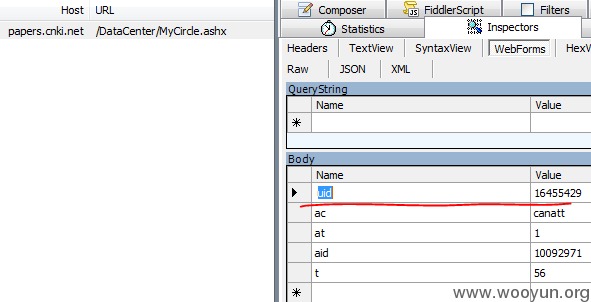 Host URL
papers.cnki.net /DataCenter/MyCircle.ashx
Composer FiddlerScript Filters
Statistics Inspectors
Headers TextView SyntaxView WebForms HexV
Raw JSON XML
QueryString
Name Value
Body
Name Value
uid 16455429
ac canatt
at 1
aid 10092971
t 56
www.wooyun.org